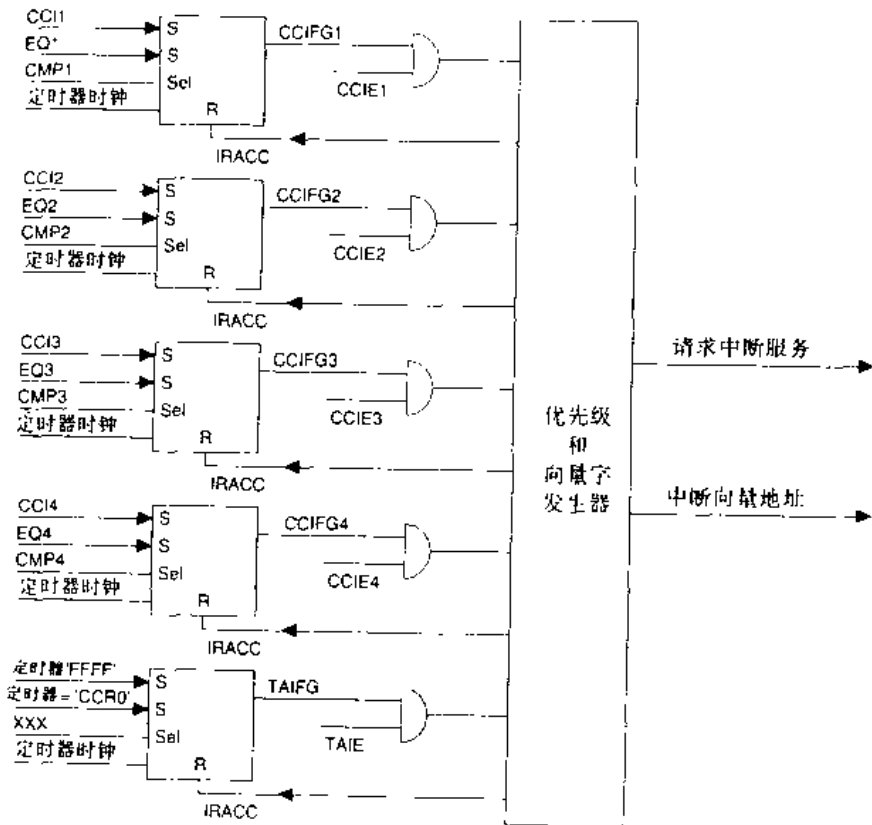 CCI1
S
EQ*
S
CMP1
Sel
定时器时钟
R
CCIFG1
CCIE1
IRACC
CCI2
S
EQ2
S
CMP2
Sel
定时器时钟
R
CCIFG2
CCIE2
IRACC
CCI3
S
EQ3
S
CMP3
Sel
定时器时钟
R
CCIFG3
CCIE3
IRACC
CCI4
S
EQ4
S
CMP4
Sel
定时器时钟
R
CCIFG4
CCIE4
IRACC
定时器'FFFF'
S
定时器='CCR0'
S
XXX
Sel
定时器时钟
R
TAIFG
TAIE
IRACC
优先级
和
向量字
发生器
请求中断服务
中断向量地址